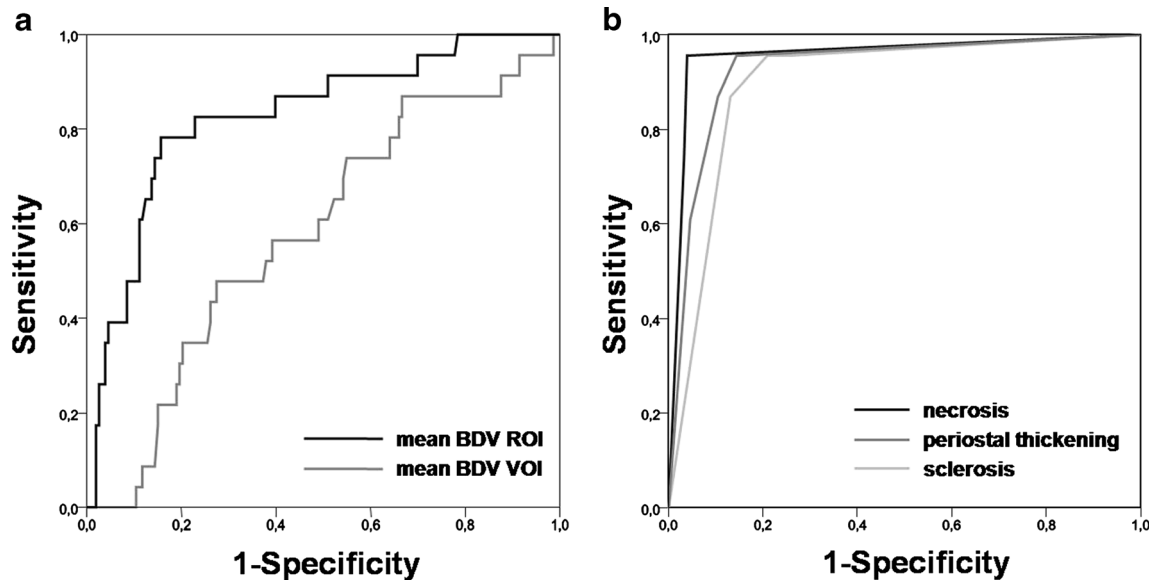 a
Sensitivity
1,0
0,8
0,6
0,4
0,2
0,0
mean BDV ROI
mean BDV VOI
0,0 0,2 0,4 0,6 0,8 1,0
1-Specificity
b
Sensitivity
1,0
0,8
0,6
0,4
0,2
0,0
necrosis
periostal thickening
sclerosis
0,0 0,2 0,4 0,6 0,8 1,0
1-Specificity